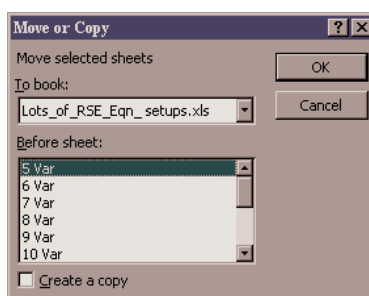 Move or Copy
Move selected sheets
OK
To book:
Lots_of_RSE_Eqn_ setups.xls
Cancel
Before sheet:
5 Var
6 Var
7 Var
8 Var
9 Var
10 Var
Create a copy